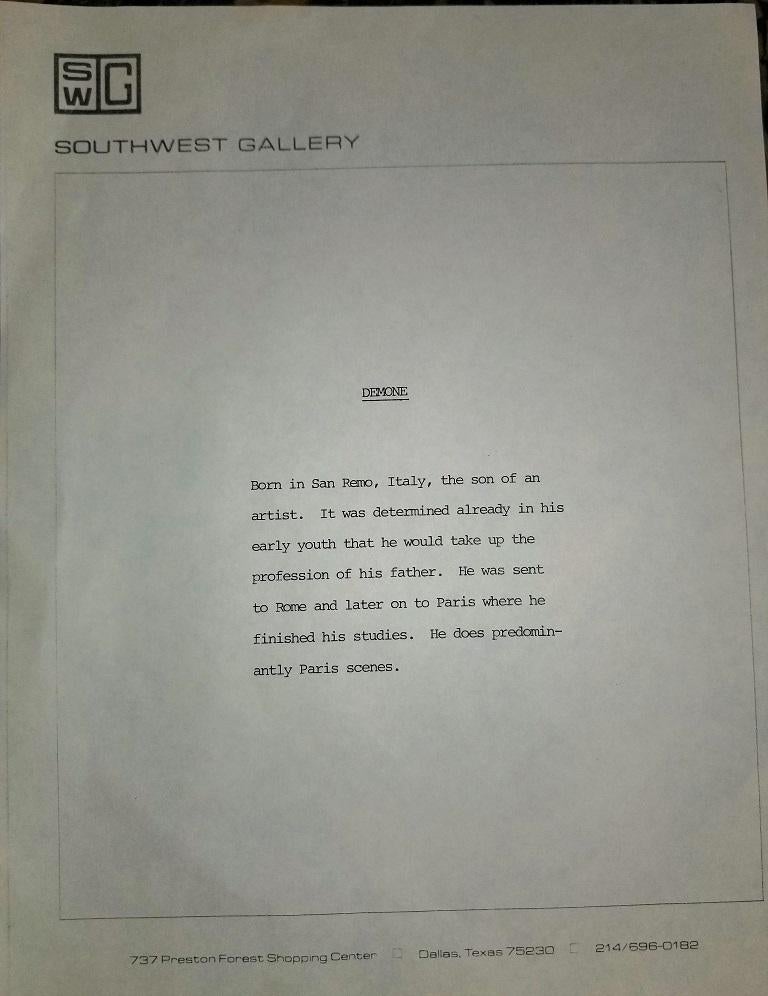 SWG
SOUTHWEST GALLERY
DEMONE
Born in San Remo, Italy, the son of an
artist. It was determined already in his
early youth that he would take up the
profession of his father. He was sent
to Rome and later on to Paris where he
finished his studies. He does predomin-
antly Paris scenes.
737 Preston Forest Shopping Center □ Dallas, Texas 75230 □ 214/696-0182